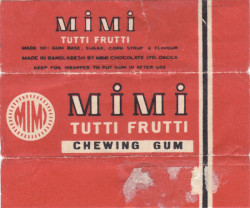 MiMi
TUTTI FRUTTI
MADE OF: GUM BASE, SUGAR, CORN SYRUP & FLAVOUR
MADE IN BANGLADESH BY MIMI CHOCOLATE LTD. DACCA
KEEP FOR WRAPPER TO PUT GUM IN AFTER USE
MIMI
MiMi
TUTTI FRUTTI
CHEWING GUM